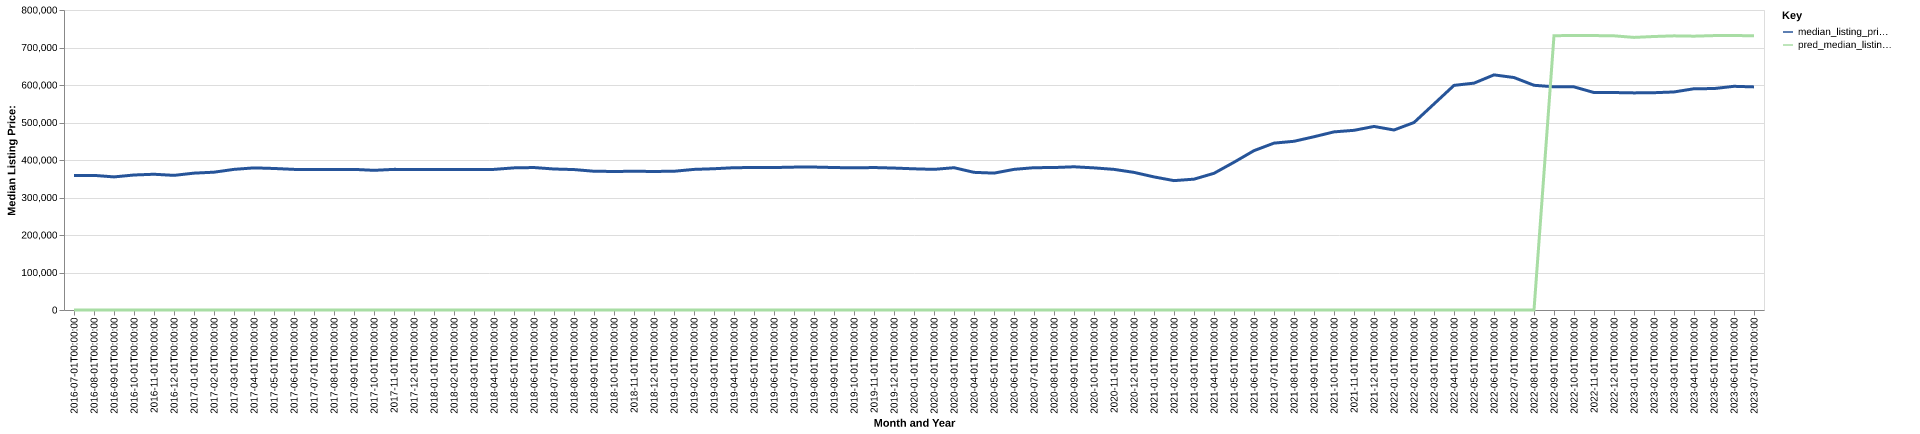 800,000
700,000
600,000
500,000
400,000
300,000
200,000
100,000
0
Median Listing Price:
2016-07-01T00:00:00
2016-08-01T00:00:00
2016-09-01T00:00:00
2016-10-01T00:00:00
2016-11-01T00:00:00
2016-12-01T00:00:00
2017-01-01T00:00:00
2017-02-01T00:00:00
2017-03-01T00:00:00
2017-04-01T00:00:00
2017-05-01T00:00:00
2017-06-01T00:00:00
2017-07-01T00:00:00
2017-08-01T00:00:00
2017-09-01T00:00:00
2017-10-01T00:00:00
2017-11-01T00:00:00
2017-12-01T00:00:00
2018-01-01T00:00:00
2018-02-01T00:00:00
2018-03-01T00:00:00
2018-04-01T00:00:00
2018-05-01T00:00:00
2018-06-01T00:00:00
2018-07-01T00:00:00
2018-08-01T00:00:00
2018-09-01T00:00:00
2018-10-01T00:00:00
2018-11-01T00:00:00
2018-12-01T00:00:00
2019-01-01T00:00:00
2019-02-01T00:00:00
2019-03-01T00:00:00
2019-04-01T00:00:00
2019-05-01T00:00:00
2019-06-01T00:00:00
2019-07-01T00:00:00
2019-08-01T00:00:00
2019-09-01T00:00:00
2019-10-01T00:00:00
2019-11-01T00:00:00
2019-12-01T00:00:00
2020-01-01T00:00:00
2020-02-01T00:00:00
2020-03-01T00:00:00
2020-04-01T00:00:00
2020-05-01T00:00:00
2020-06-01T00:00:00
2020-07-01T00:00:00
2020-08-01T00:00:00
2020-09-01T00:00:00
2020-10-01T00:00:00
2020-11-01T00:00:00
2020-12-01T00:00:00
2021-01-01T00:00:00
2021-02-01T00:00:00
2021-03-01T00:00:00
2021-04-01T00:00:00
2021-05-01T00:00:00
2021-06-01T00:00:00
2021-07-01T00:00:00
2021-08-01T00:00:00
2021-09-01T00:00:00
2021-10-01T00:00:00
2021-11-01T00:00:00
2021-12-01T00:00:00
2022-01-01T00:00:00
2022-02-01T00:00:00
2022-03-01T00:00:00
2022-04-01T00:00:00
2022-05-01T00:00:00
2022-06-01T00:00:00
2022-07-01T00:00:00
2022-08-01T00:00:00
2022-09-01T00:00:00
2022-10-01T00:00:00
2022-11-01T00:00:00
2022-12-01T00:00:00
2023-01-01T00:00:00
2023-02-01T00:00:00
2023-03-01T00:00:00
2023-04-01T00:00:00
2023-05-01T00:00:00
2023-06-01T00:00:00
2023-07-01T00:00:00
Month and Year
Key
median_listing_pri…
pred_median_listin…